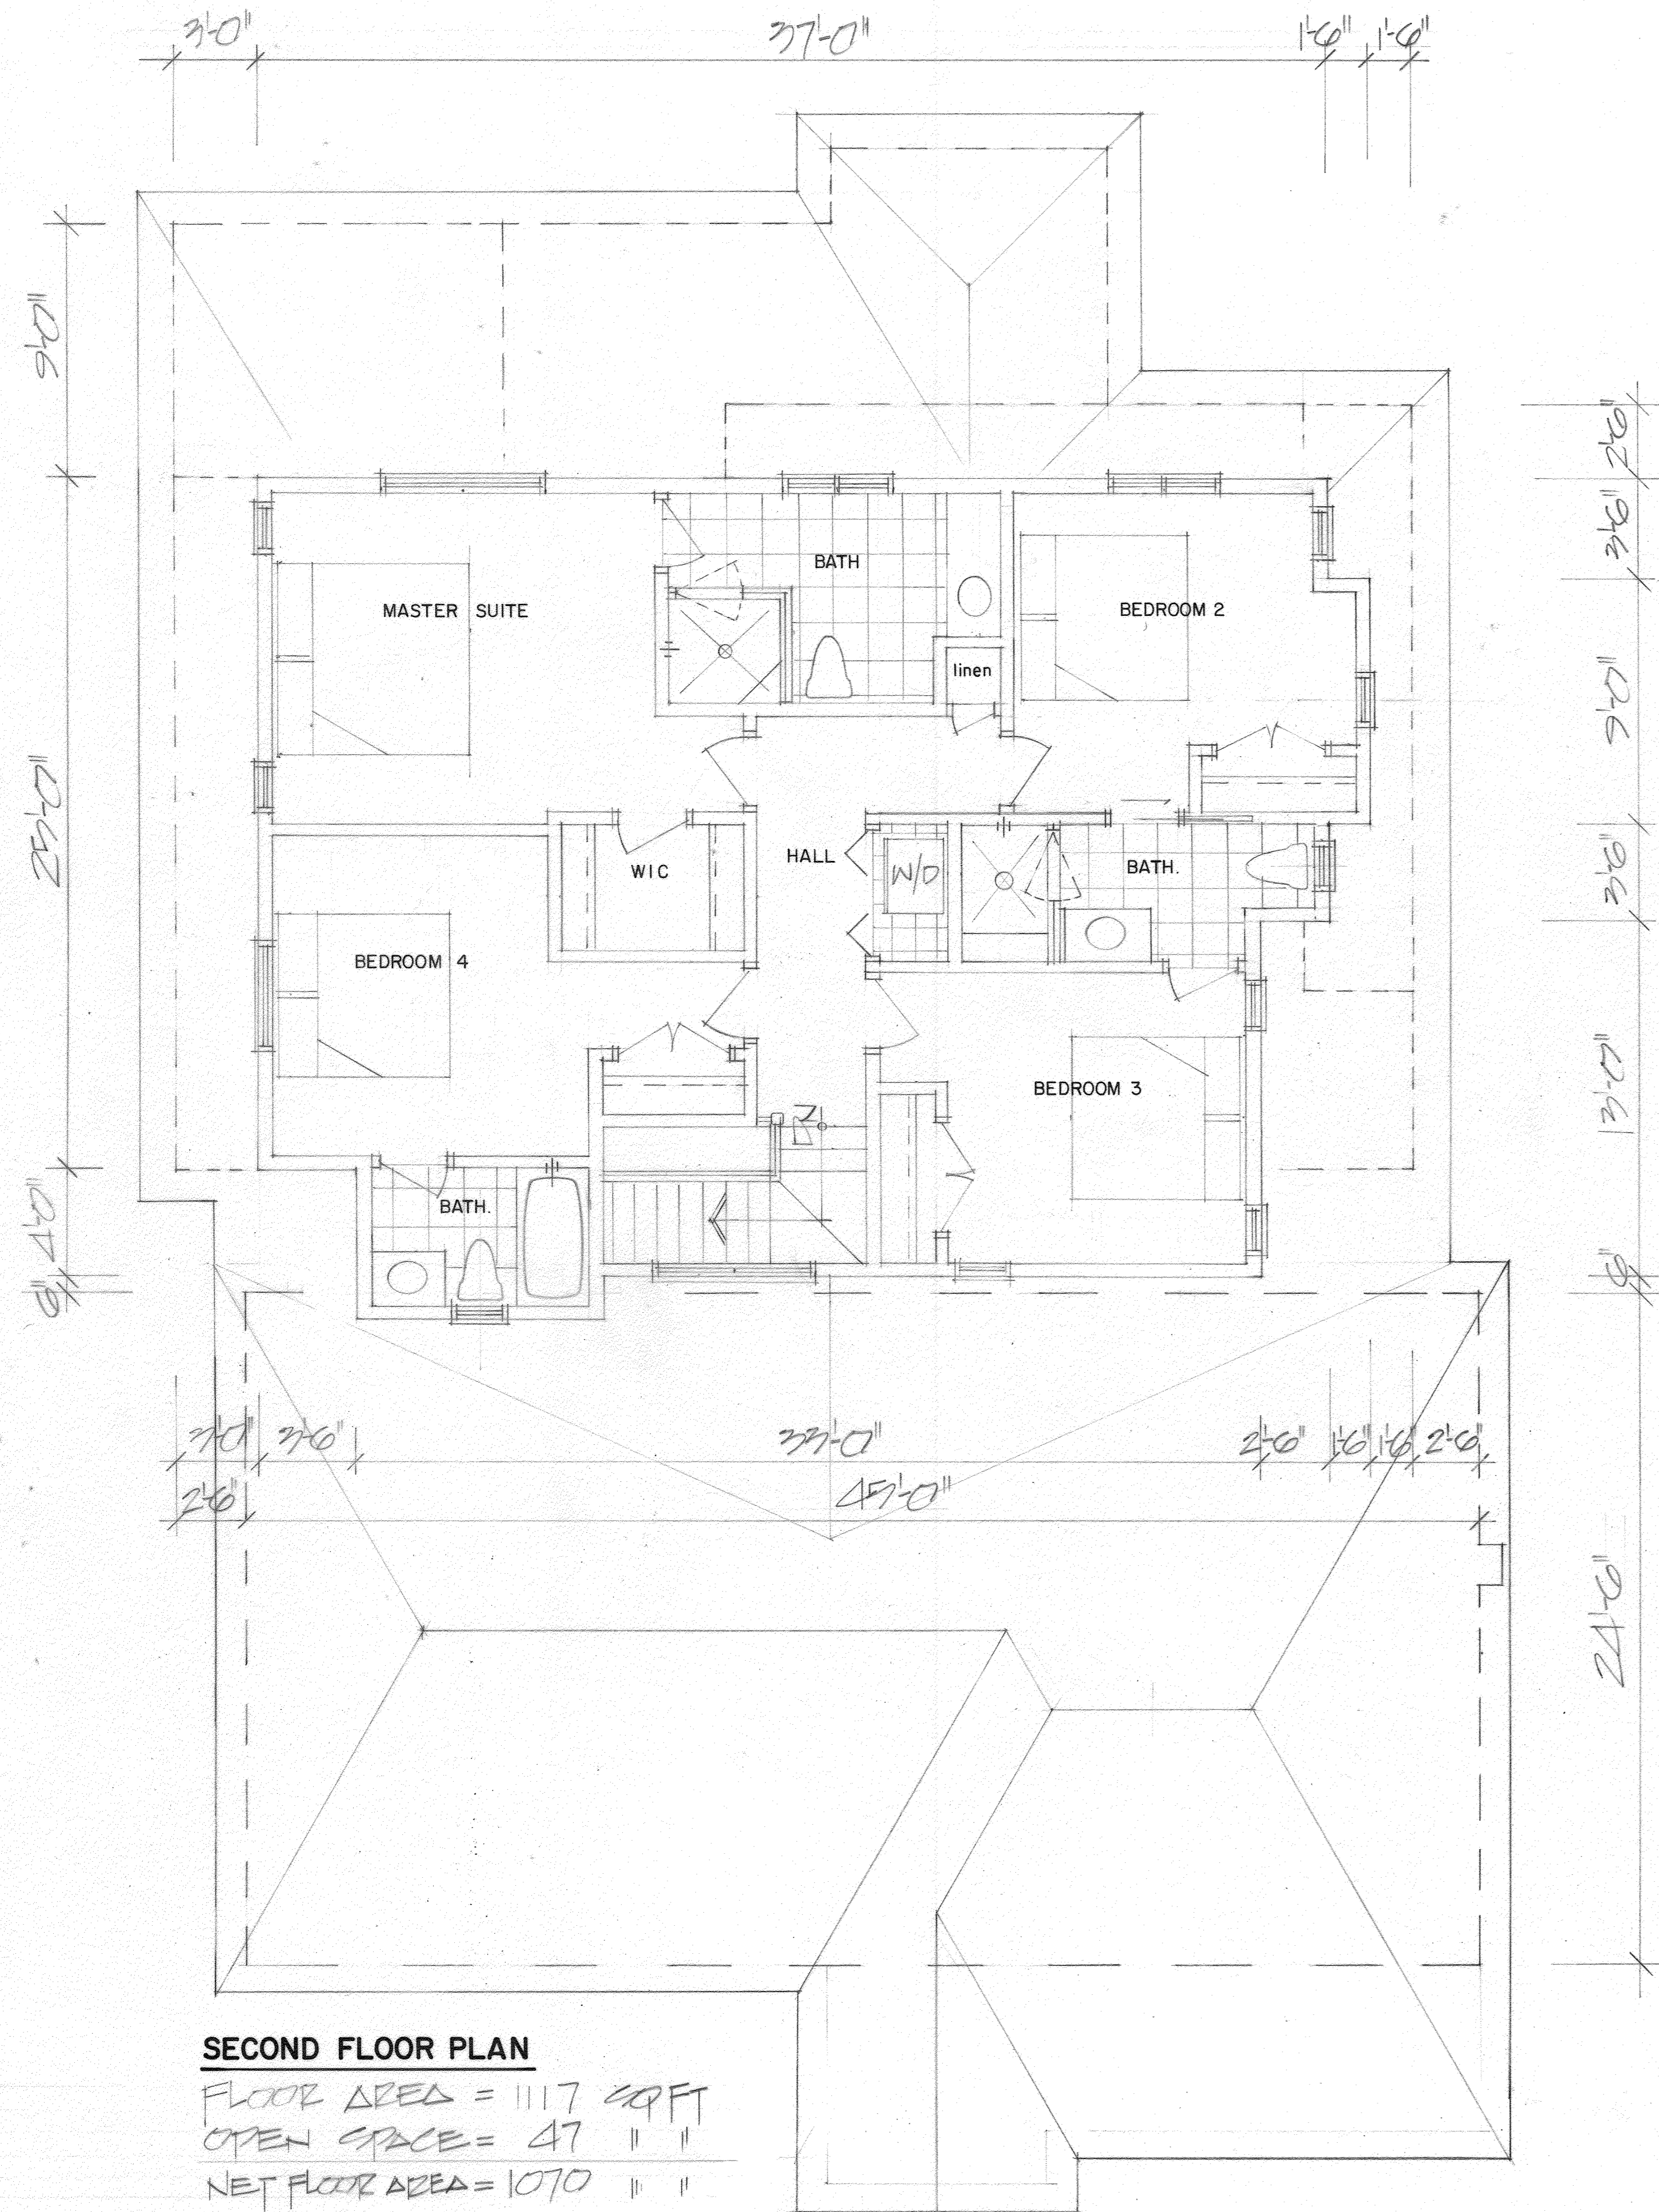 3'-0" 37'-0" 1'-6" 1'-6"
9'-0"
25'-0"
4'-0"
6"
2'-6"
3'-6"
9'-0"
3'-6"
13'-0"
6"
24'-6"
BATH
MASTER SUITE
BEDROOM 2
linen
HALL
WIC
W/D
BATH.
BEDROOM 4
BEDROOM 3
BATH.
3'-0" 3'-6" 33'-0" 2'-6" 1'-6" 1'-6" 2'-6"
2'-6" 45'-0"
SECOND FLOOR PLAN
FLOOR AREA = 1117 SQ FT
OPEN SPACE = 47 " "
NET FLOOR AREA = 1070 " "